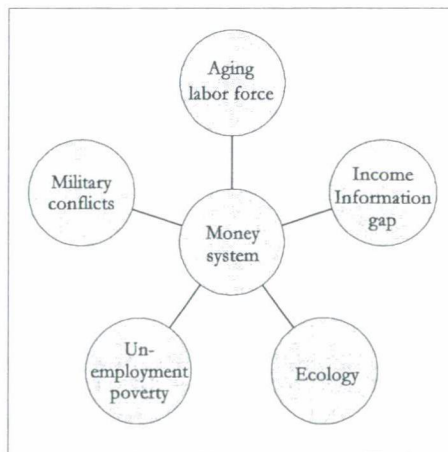 Aging
labor force
Military
conflicts
Income
Information
gap
Money
system
Un-
employment
poverty
Ecology